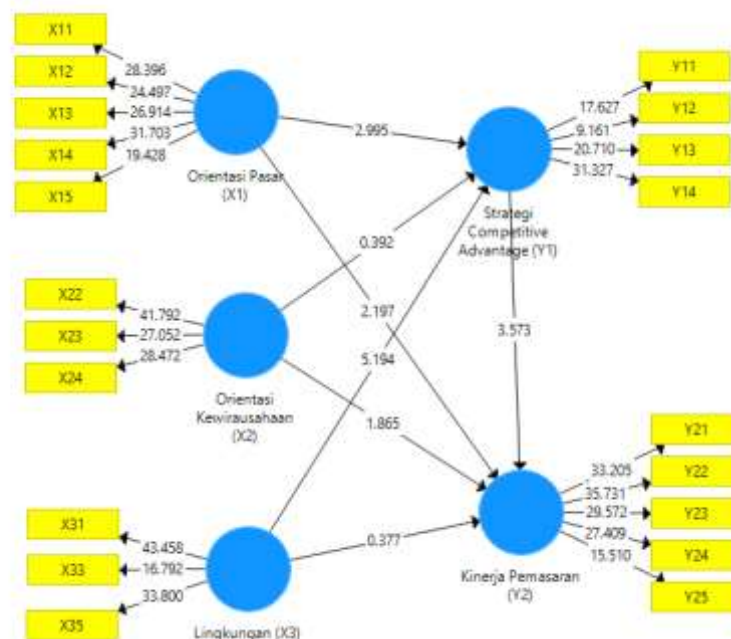 X11
X12
X13
X14
X15
28.396
24.497
26.914
31.703
19.428
Orientasi Pasar
(X1)
2.995
Y11
Y12
Y13
Y14
17.627
9.161
20.710
31.327
Strategi
Competitive
Advantage (Y1)
0.392
2.197
5.194
3.573
X22
X23
X24
41.792
27.052
28.472
Orientasi
Kewirausahaan
(X2)
1.865
X31
X33
X35
43.458
16.792
33.800
Lingkungan (X3)
0.377
Y21
Y22
Y23
Y24
Y25
33.205
35.731
29.572
27.409
15.510
Kinerja Pemasaran
(Y2)